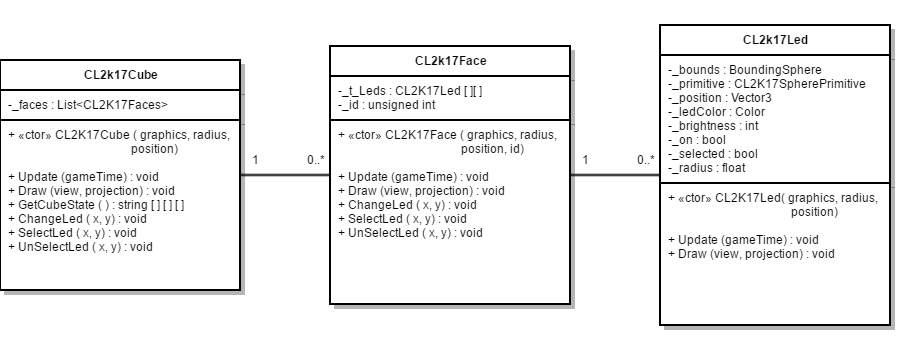 CL2k17Cube
-_faces : List<CL2K17Faces>
+ «ctor» CL2K17Cube ( graphics, radius,
position)
+ Update (gameTime) : void
+ Draw (view, projection) : void
+ GetCubeState ( ) : string [ ] [ ] [ ]
+ ChangeLed ( x, y) : void
+ SelectLed ( x, y) : void
+ UnSelectLed ( x, y) : void
1
0..*
CL2k17Face
-_t_Leds : CL2K17Led [ ][ ]
-_id : unsigned int
+ «ctor» CL2K17Face ( graphics, radius,
position, id)
+ Update (gameTime) : void
+ Draw (view, projection) : void
+ ChangeLed ( x, y) : void
+ SelectLed ( x, y) : void
+ UnSelectLed ( x, y) : void
1
0..*
CL2k17Led
-_bounds : BoundingSphere
-_primitive : CL2K17SpherePrimitive
-_position : Vector3
-_ledColor : Color
-_brightness : int
-_on : bool
-_selected : bool
-_radius : float
+ «ctor» CL2K17Led( graphics, radius,
position)
+ Update (gameTime) : void
+ Draw (view, projection) : void